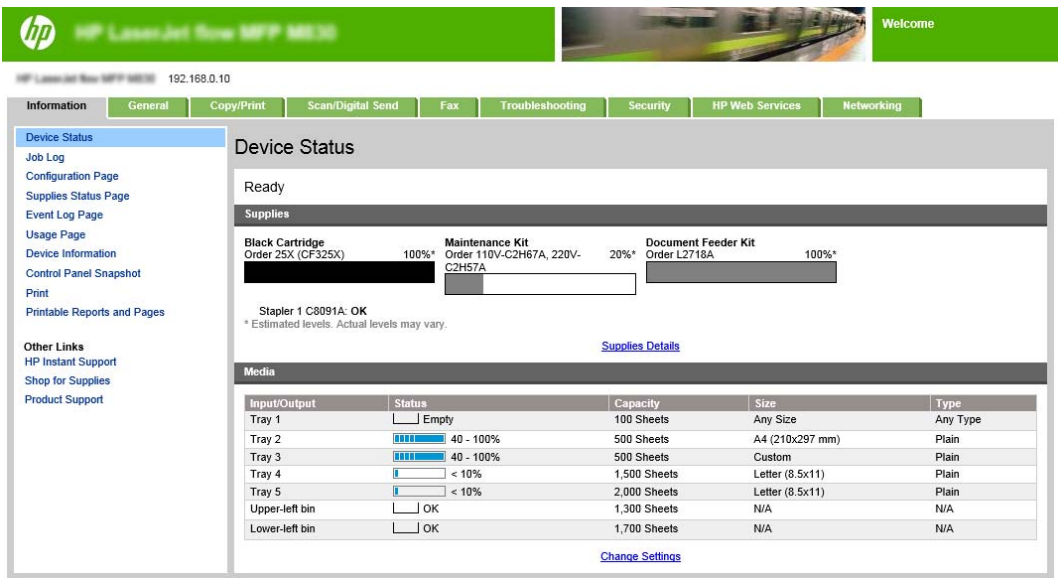 hp
Welcome
192.168.0.10
Information General Copy/Print Scan/Digital Send Fax Troubleshooting Security HP Web Services Networking
Device Status
Job Log
Configuration Page
Supplies Status Page
Event Log Page
Usage Page
Device Information
Control Panel Snapshot
Print
Printable Reports and Pages
Other Links
HP Instant Support
Shop for Supplies
Product Support
Device Status
Ready
Supplies
Black Cartridge
Order 25X (CF325X) 100%*
Maintenance Kit
Order 110V-C2H67A, 220V- 20%*
C2H57A
Document Feeder Kit
Order L2718A 100%*
Stapler 1 C8091A: OK
* Estimated levels. Actual levels may vary.
Supplies Details
Media
Input/Output Status Capacity Size Type
Tray 1 Empty 100 Sheets Any Size Any Type
Tray 2 40 - 100% 500 Sheets A4 (210x297 mm) Plain
Tray 3 40 - 100% 500 Sheets Custom Plain
Tray 4 < 10% 1,500 Sheets Letter (8.5x11) Plain
Tray 5 < 10% 2,000 Sheets Letter (8.5x11) Plain
Upper-left bin OK 1,300 Sheets N/A N/A
Lower-left bin OK 1,700 Sheets N/A N/A
Change Settings